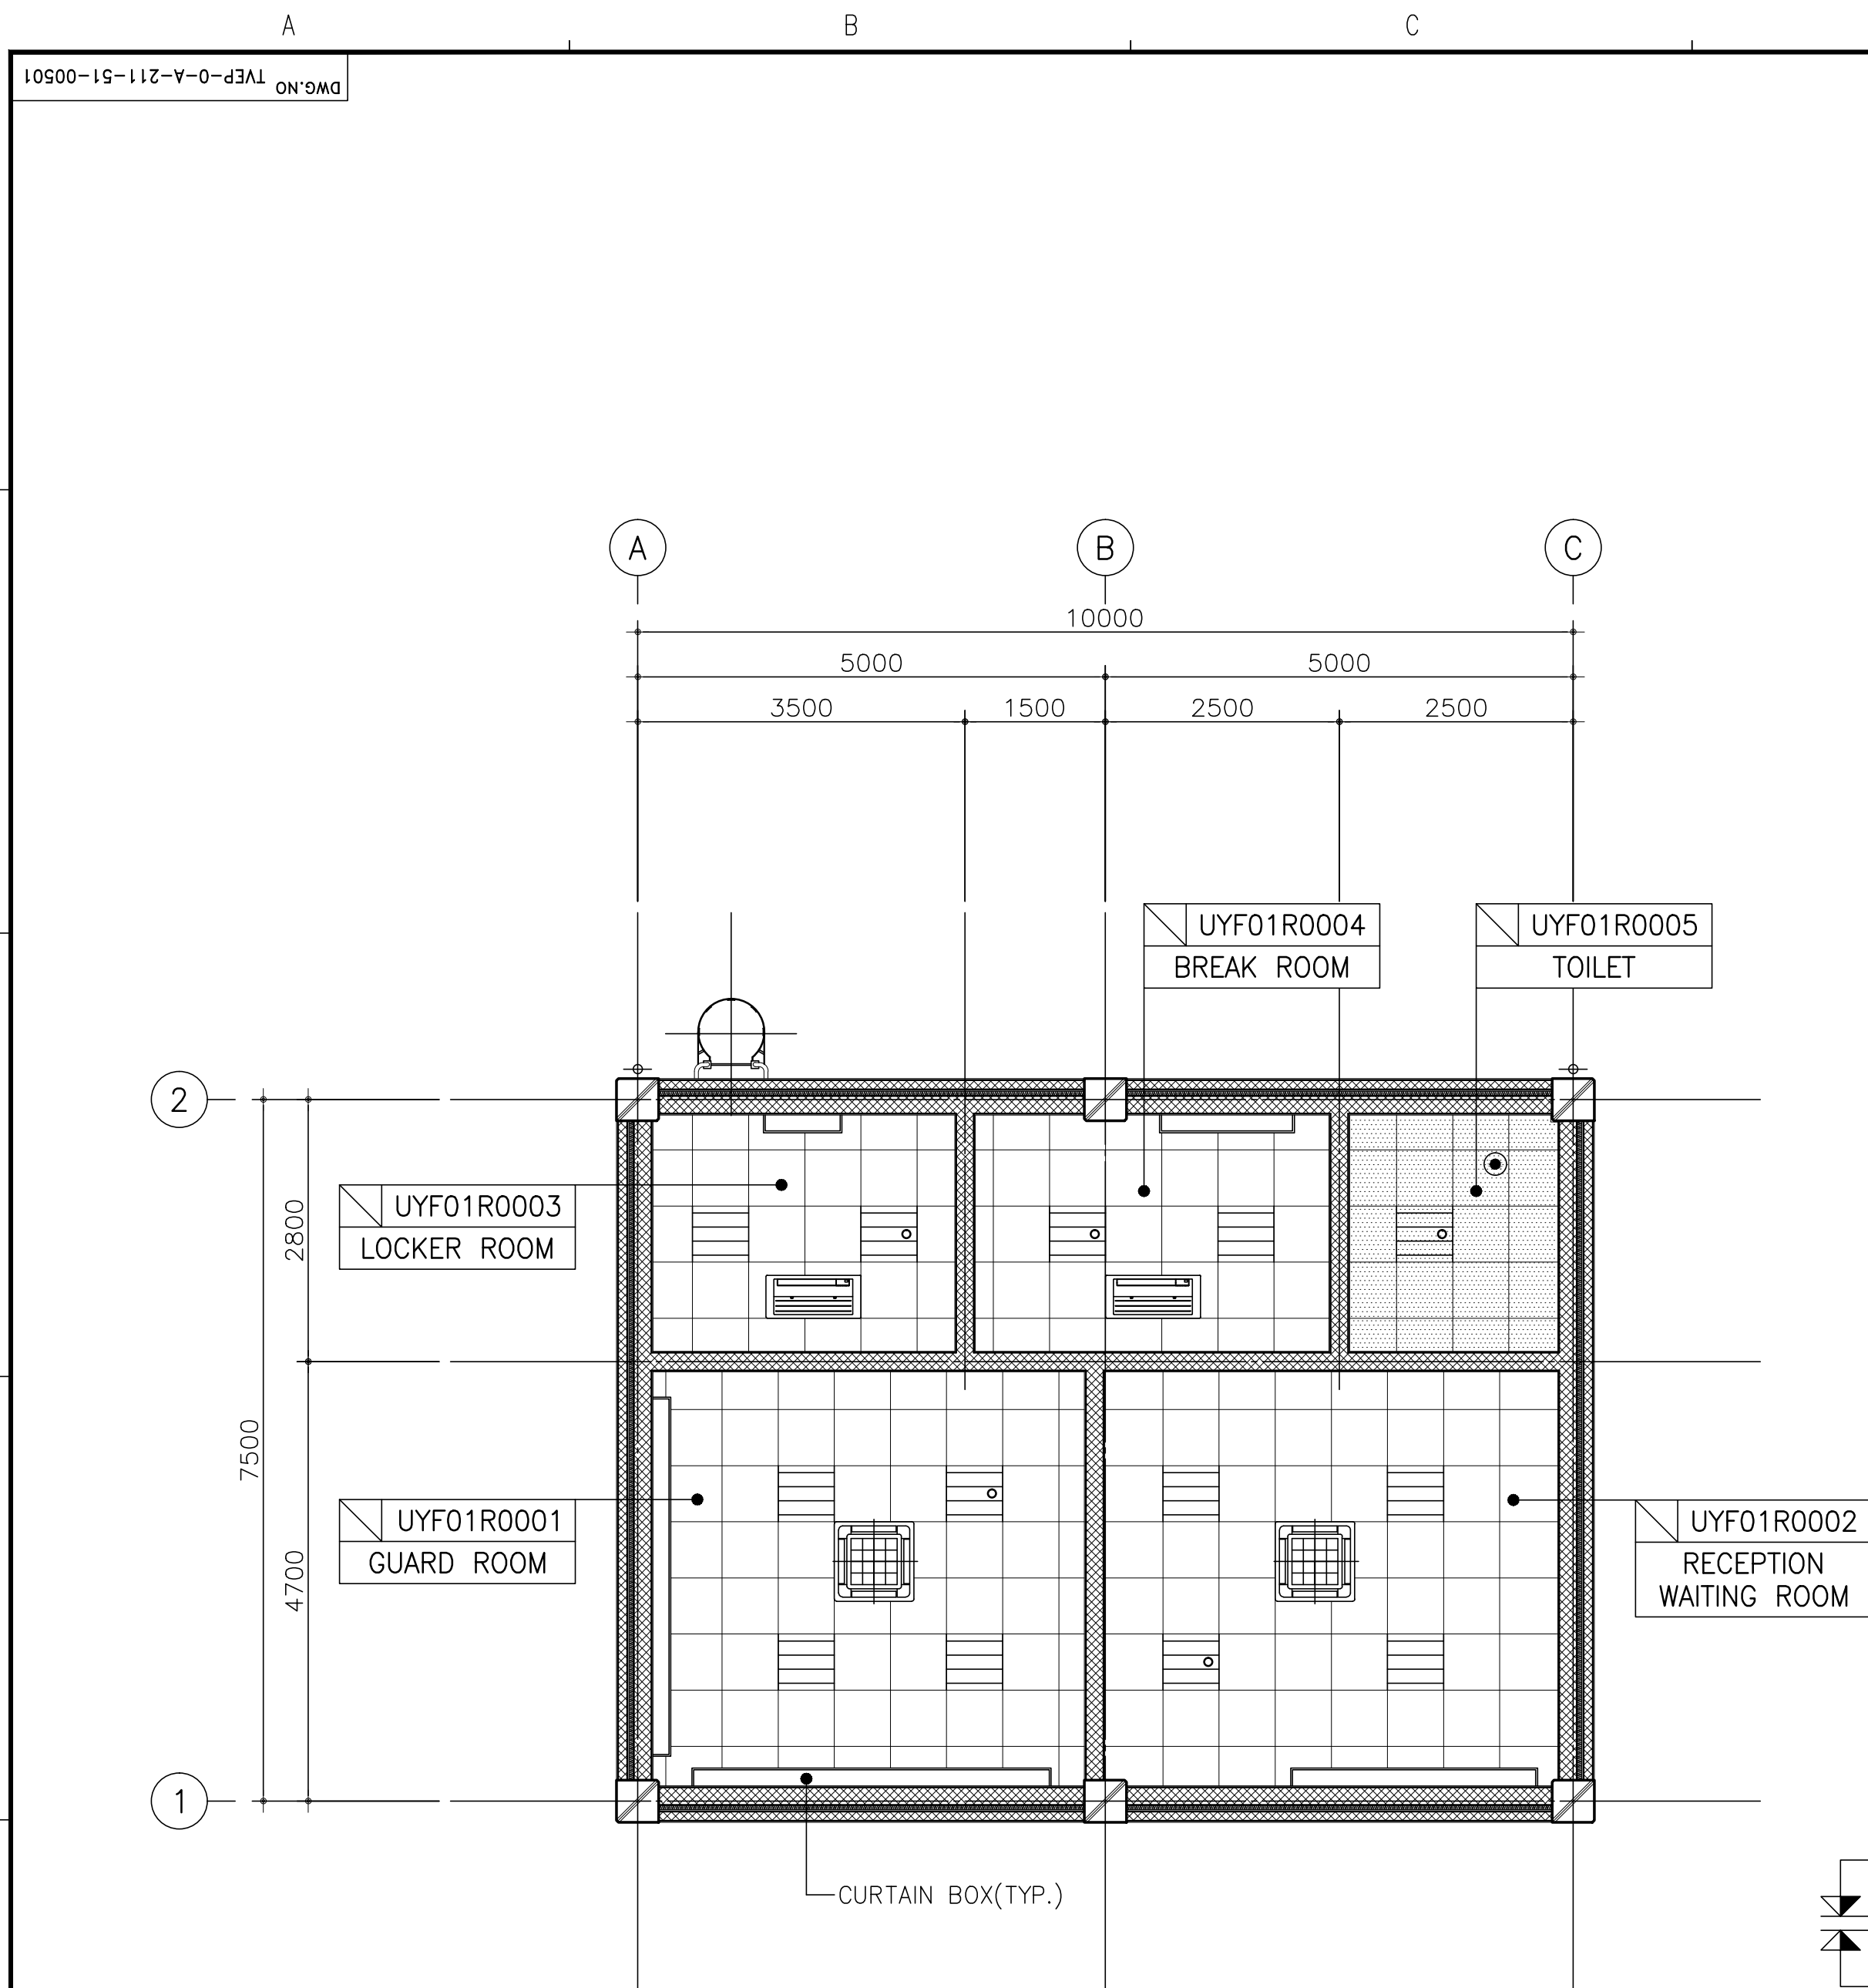 A B C
DWG.NO TVEP-0-A-211-51-00501
A B C
10000
5000 5000
3500 1500 2500 2500
UYF01R0004
BREAK ROOM
UYF01R0005
TOILET
2
UYF01R0003
LOCKER ROOM
2800
7500
4700
UYF01R0001
GUARD ROOM
UYF01R0002
RECEPTION
WAITING ROOM
1
CURTAIN BOX(TYP.)